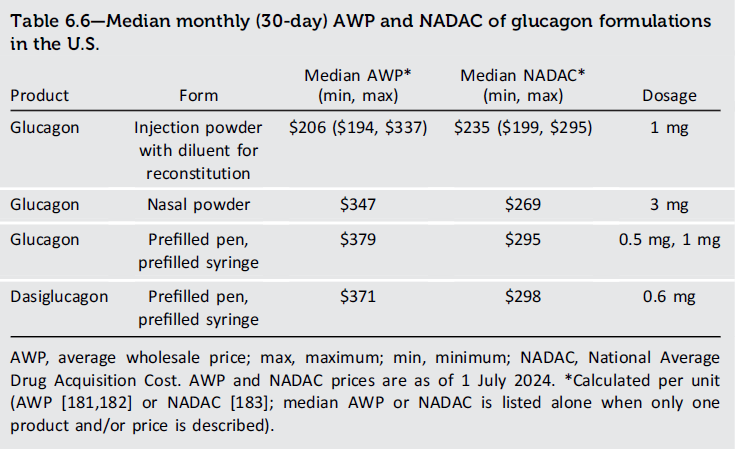 Table 6.6—Median monthly (30-day) AWP and NADAC of glucagon formulations
in the U.S.
Median AWP* Median NADAC*
Product Form (min, max) (min, max) Dosage
Glucagon Injection powder $206 ($194, $337) $235 ($199, $295) 1 mg
with diluent for
reconstitution
Glucagon Nasal powder $347 $269 3 mg
Glucagon Prefilled pen, $379 $295 0.5 mg, 1 mg
prefilled syringe
Dasiglucagon Prefilled pen, $371 $298 0.6 mg
prefilled syringe
AWP, average wholesale price; max, maximum; min, minimum; NADAC, National Average
Drug Acquisition Cost. AWP and NADAC prices are as of 1 July 2024. *Calculated per unit
(AWP [181,182] or NADAC [183]; median AWP or NADAC is listed alone when only one
product and/or price is described).